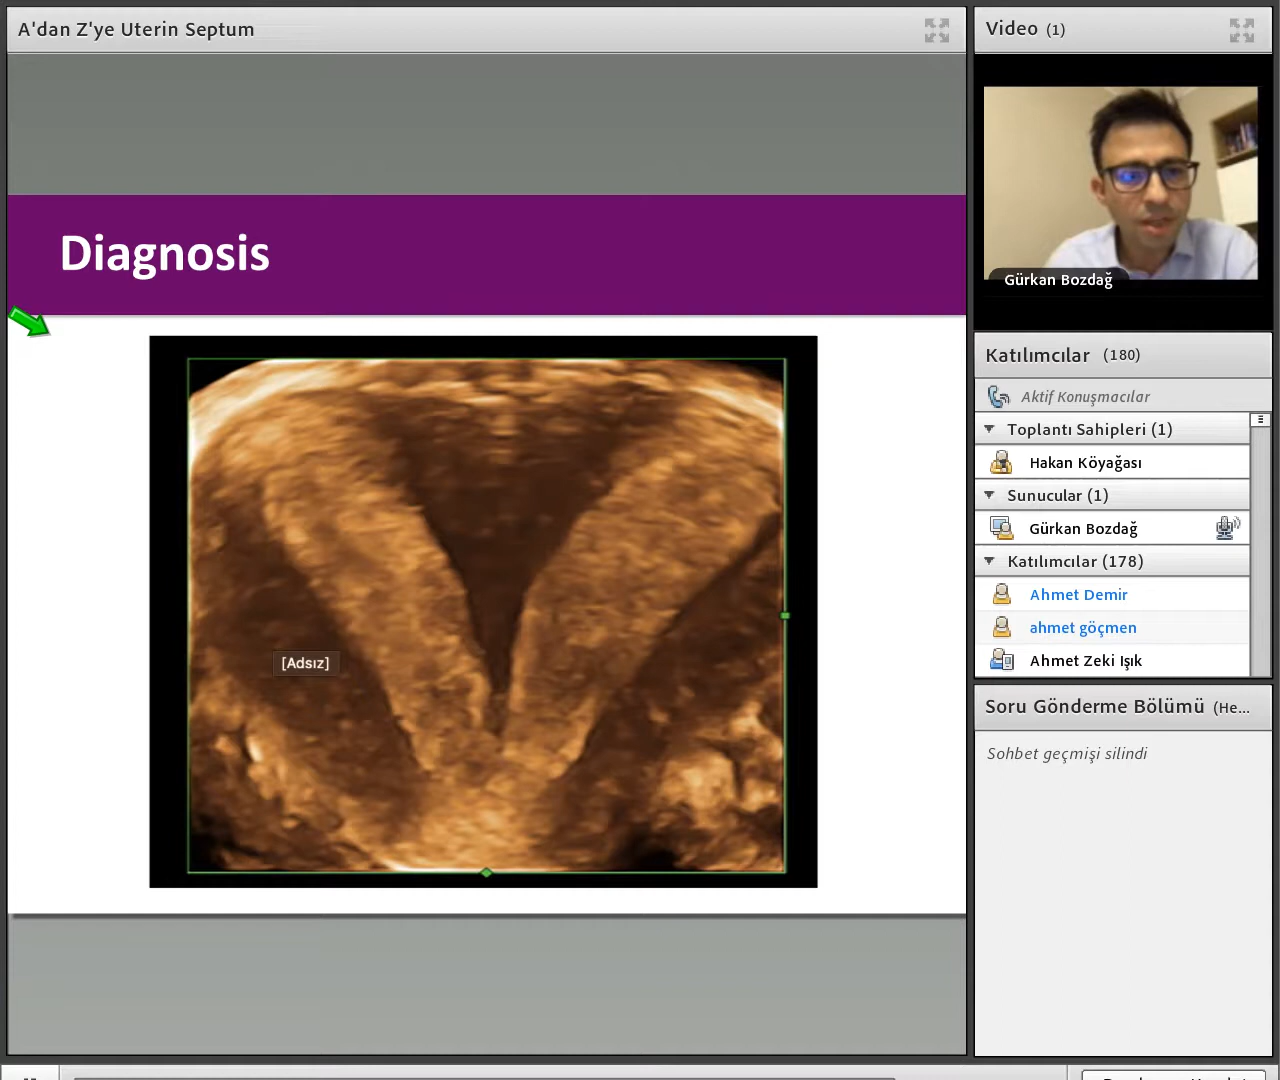 A'dan Z'ye Uterin Septum
Diagnosis
[Adsız]
Video (1)
Gürkan Bozdağ
Katılımcılar (180)
Aktif Konuşmacılar
Toplantı Sahipleri (1)
Hakan Köyağası
Sunucular (1)
Gürkan Bozdağ
Katılımcılar (178)
Ahmet Demir
ahmet göçmen
Ahmet Zeki Işık
Soru Gönderme Bölümü (He...
Sohbet geçmişi silindi